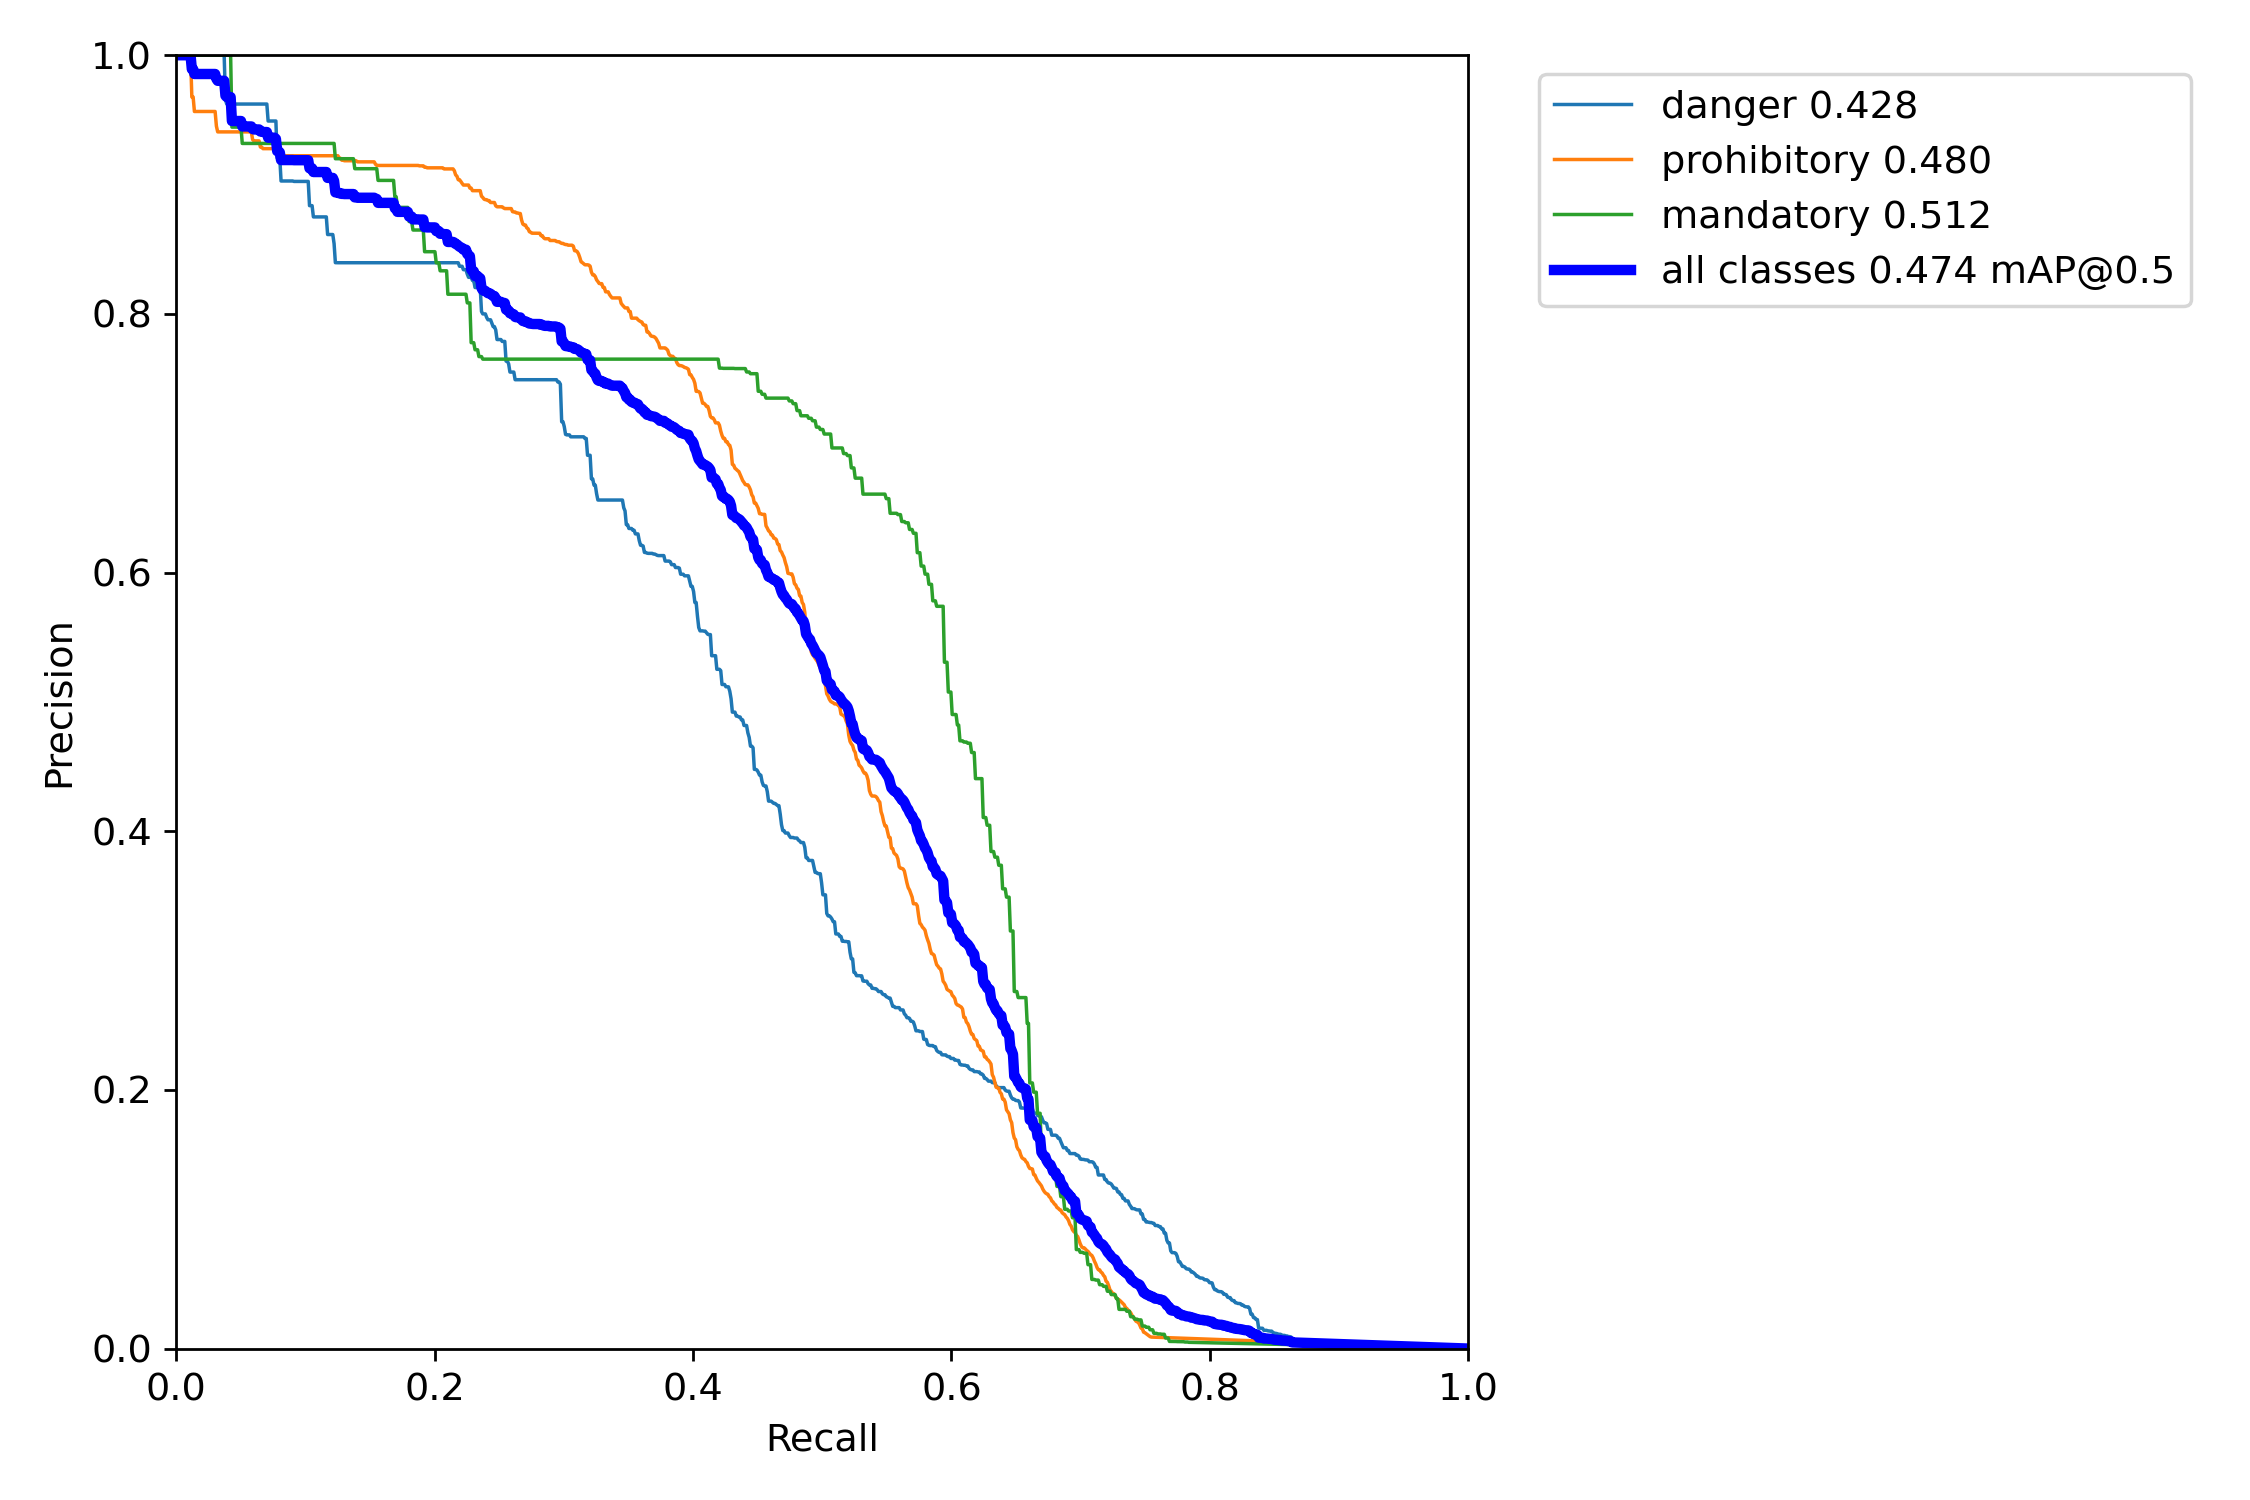 1.0
0.8
0.6
0.4
0.2
0.0
Precision
0.0 0.2 0.4 0.6 0.8 1.0
Recall
danger 0.428
prohibitory 0.480
mandatory 0.512
all classes 0.474 mAP@0.5